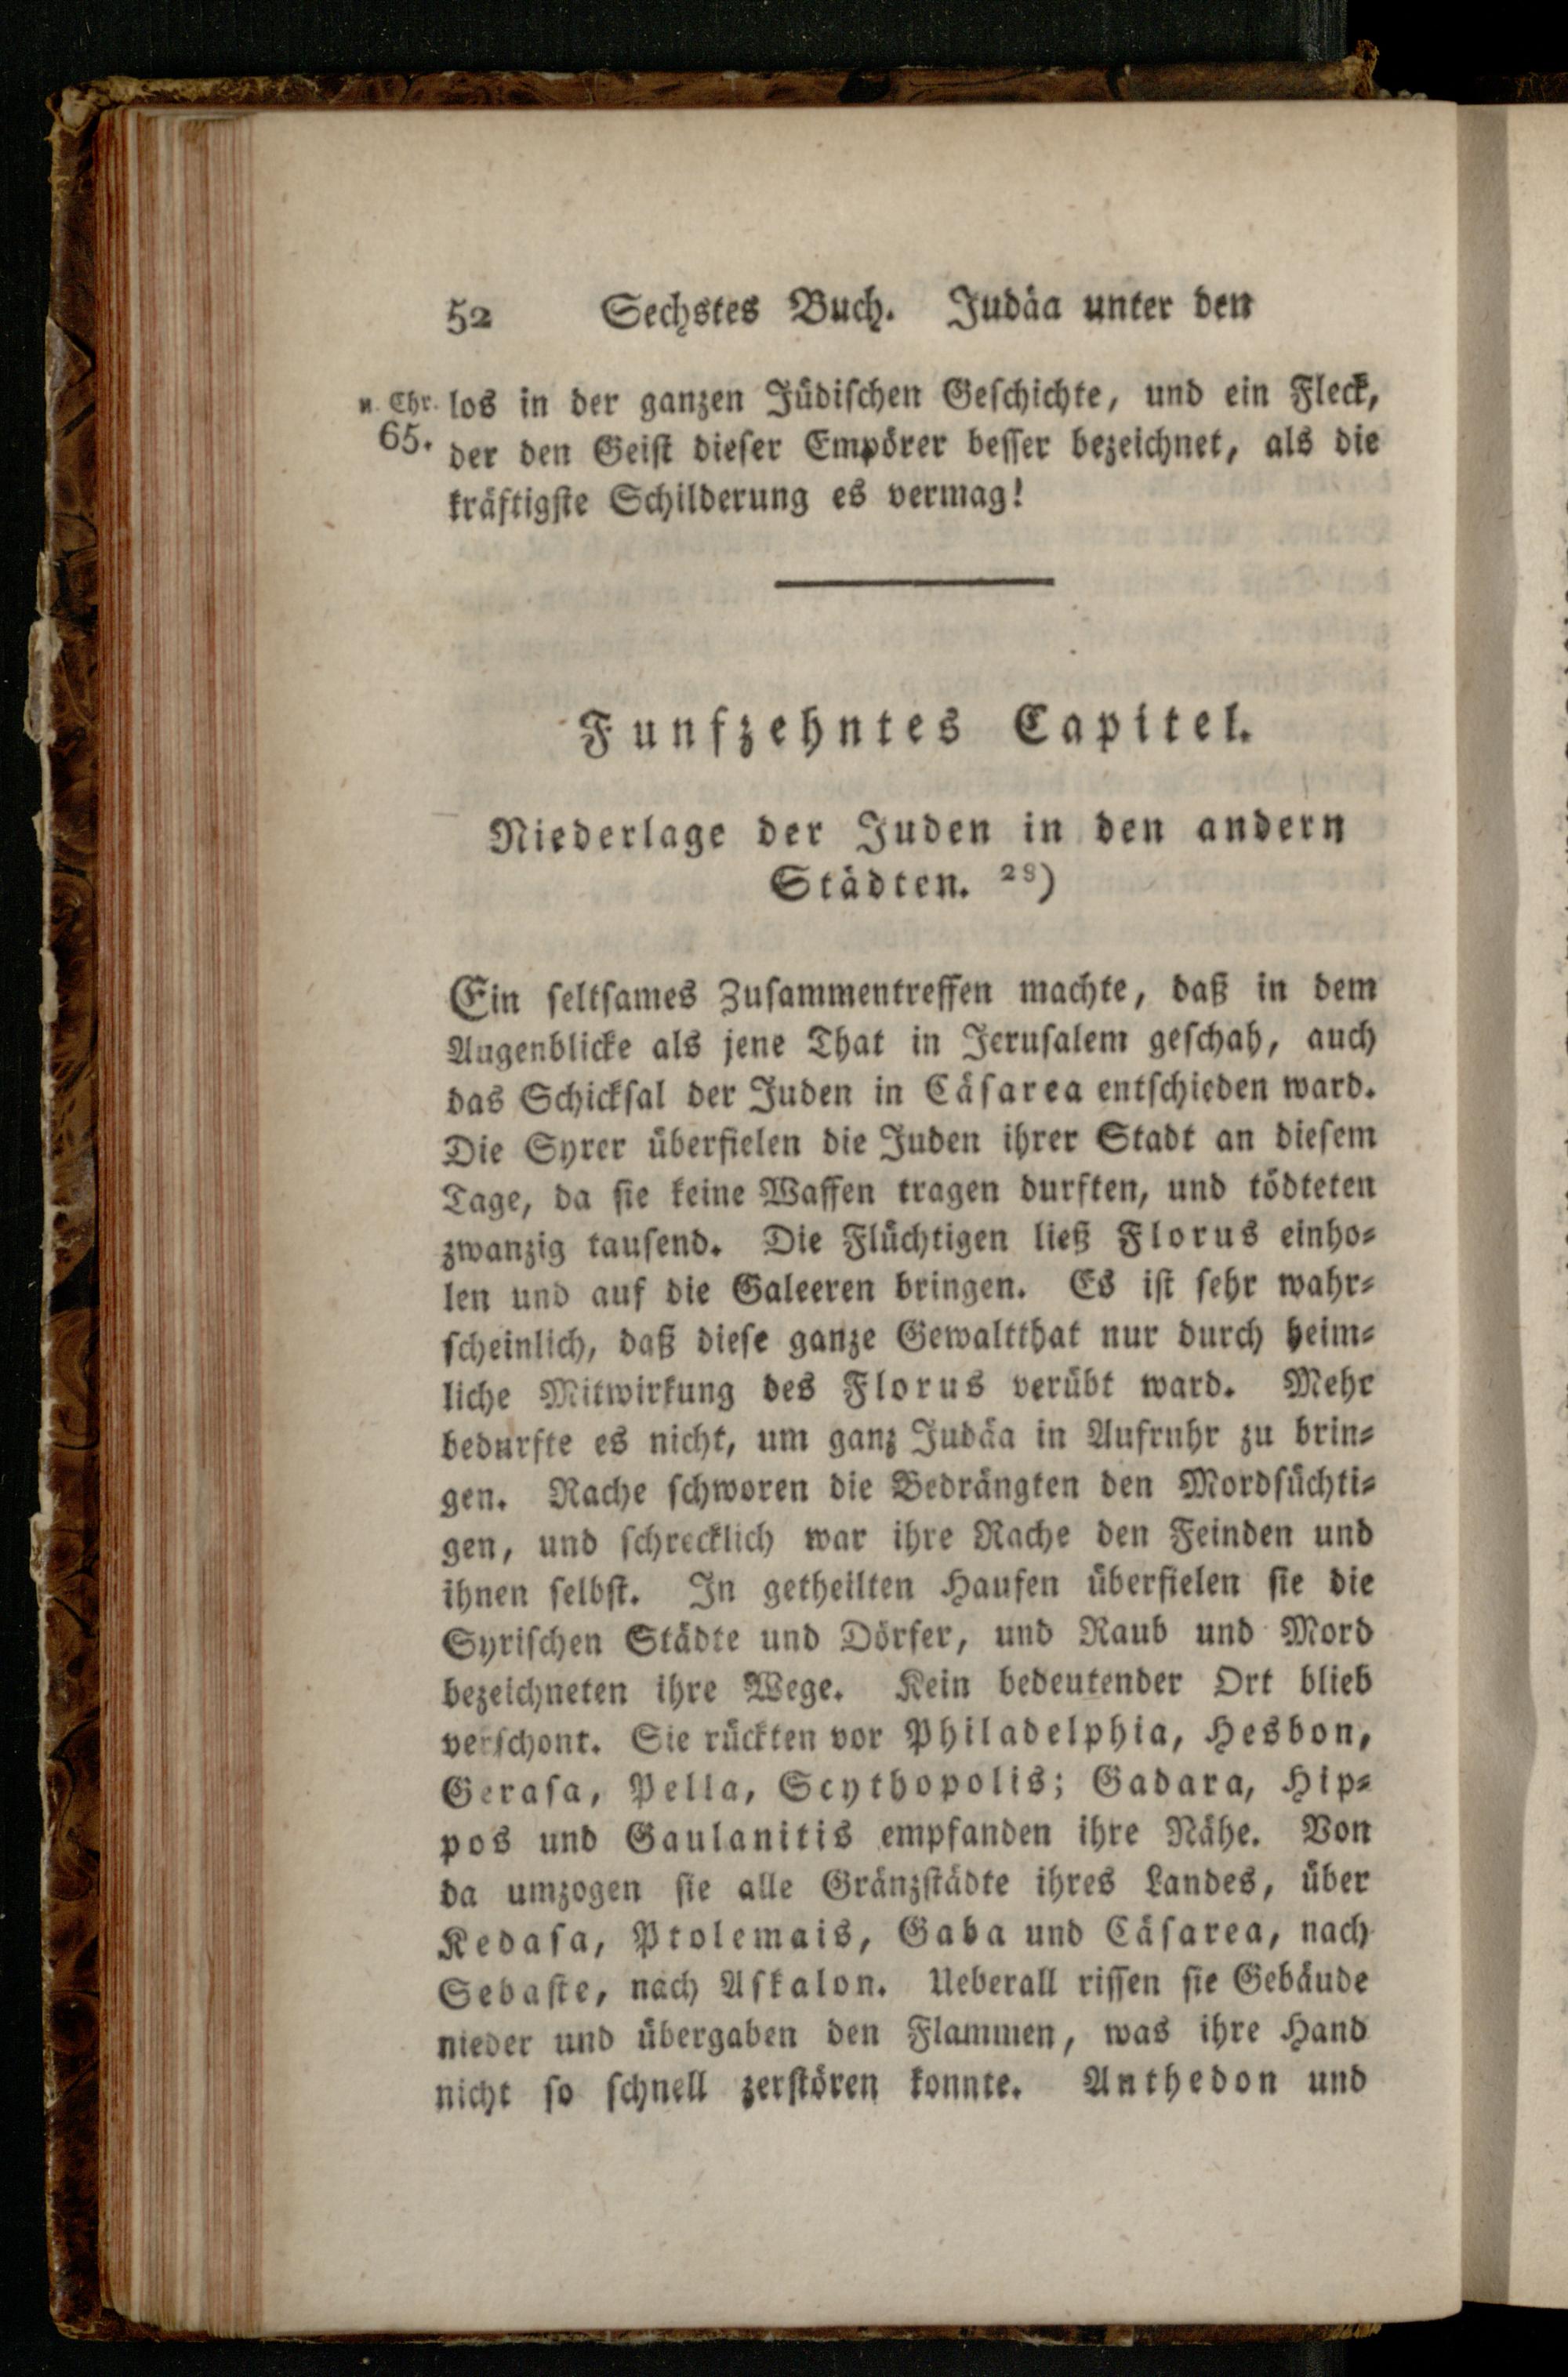 52 Sechstes Buch. Judäa unter den
n. Chr. los in der ganzen Jüdischen Geschichte, und ein Fleck,
65. der den Geist dieser Empörer besser bezeichnet, als die
kräftigste Schilderung es vermag!
Funfzehntes Capitel.
Niederlage der Juden in den andern
Städten. 28)
Ein seltsames Zusammentreffen machte, daß in dem
Augenblicke als jene That in Jerusalem geschah, auch
das Schicksal der Juden in Cäsarea entschieden ward.
Die Syrer überfielen die Juden ihrer Stadt an diesem
Tage, da sie keine Waffen tragen durften, und tödteten
zwanzig tausend. Die Flüchtigen ließ Florus einho-
len und auf die Galeeren bringen. Es ist sehr wahr-
scheinlich, daß diese ganze Gewaltthat nur durch heim-
liche Mitwirkung des Florus verübt ward. Mehr
bedurfte es nicht, um ganz Judäa in Aufruhr zu brin-
gen. Rache schworen die Bedrängten den Mordsüchti-
gen, und schrecklich war ihre Rache den Feinden und
ihnen selbst. In getheilten Haufen überfielen sie die
Syrischen Städte und Dörfer, und Raub und Mord
bezeichneten ihre Wege. Kein bedeutender Ort blieb
verschont. Sie rückten vor Philadelphia, Hesbon,
Gerasa, Pella, Scythopolis; Gadara, Hip-
pos und Gaulanitis empfanden ihre Nähe. Von
da umzogen sie alle Gränzstädte ihres Landes, über
Kedasa, Ptolemais, Gaba und Cäsarea, nach
Sebaste, nach Askalon. Ueberall rissen sie Gebäude
nieder und übergaben den Flammen, was ihre Hand
nicht so schnell zerstören konnte. Anthedon und